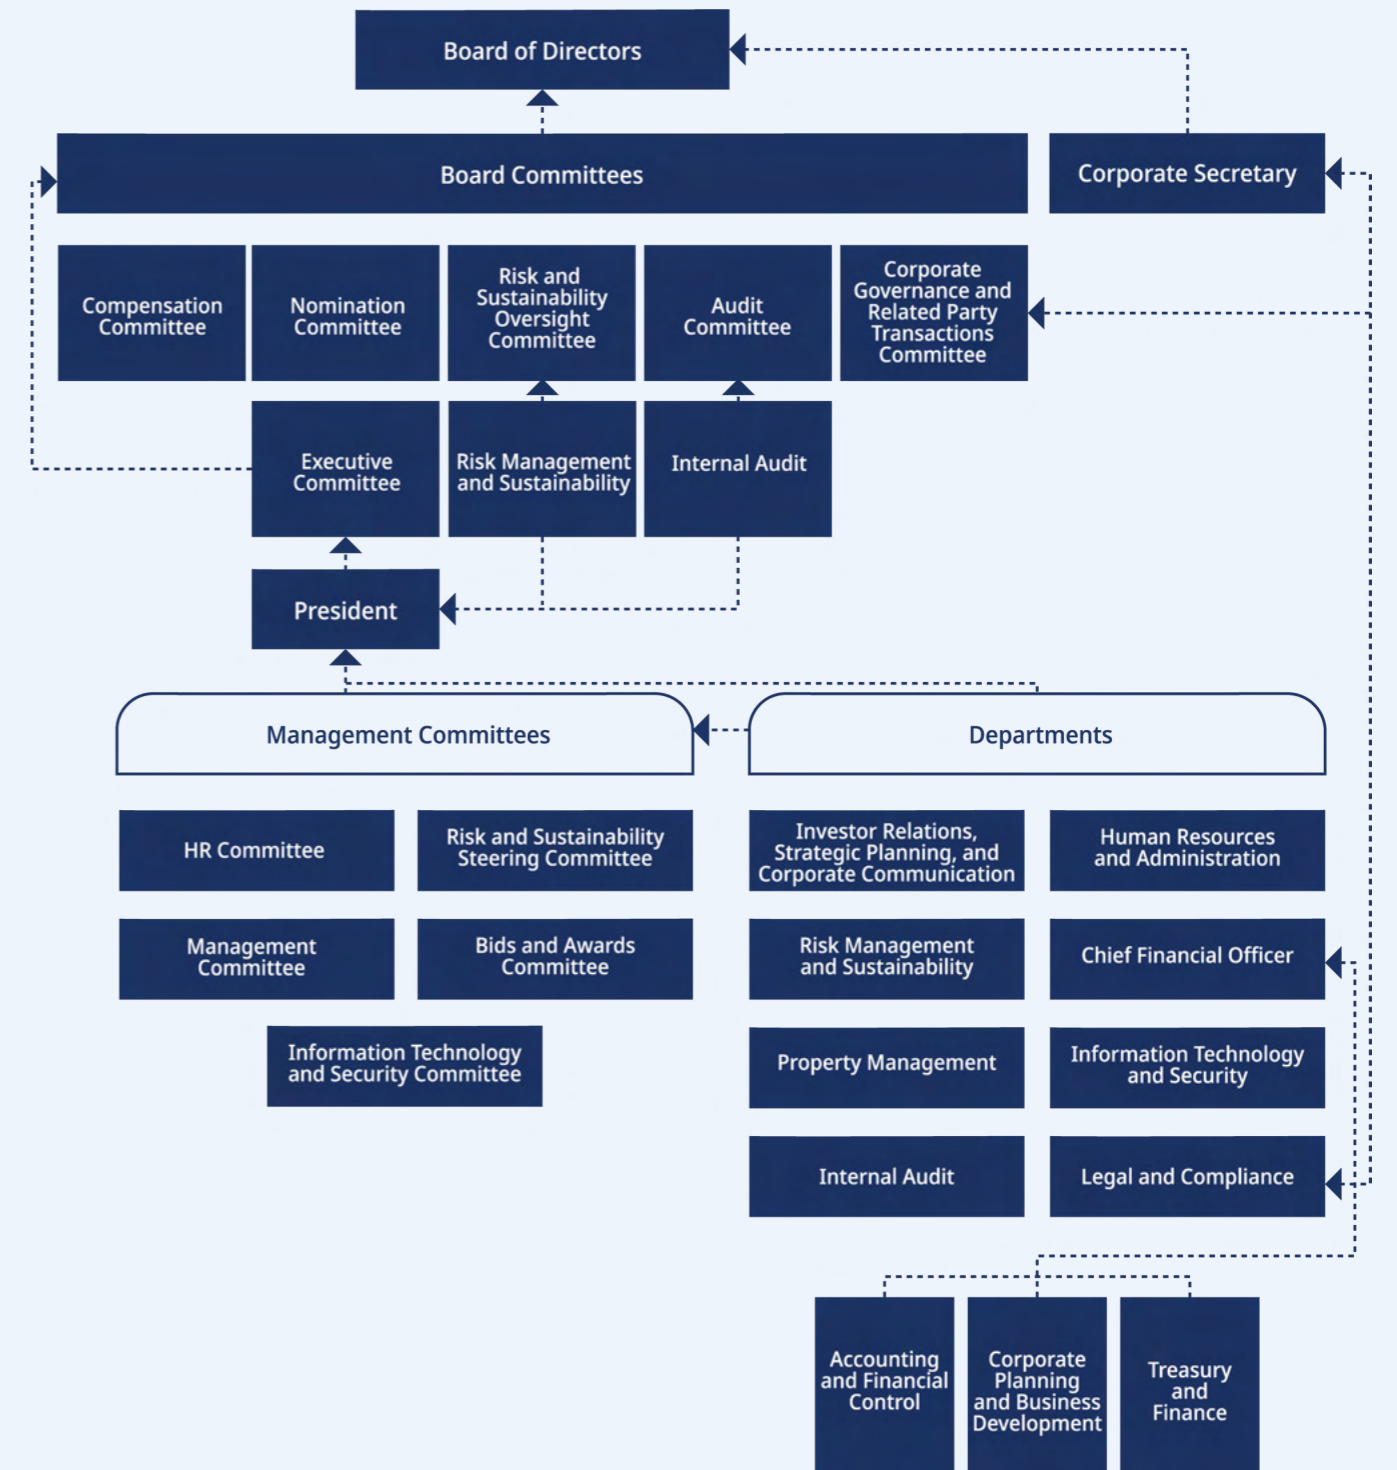 Board of Directors
Board Committees
Corporate Secretary
Compensation
Committee
Nomination
Committee
Risk and
Sustainability
Oversight
Committee
Audit
Committee
Corporate
Governance and
Related Party
Transactions
Committee
Executive
Committee
Risk Management
and Sustainability
Internal Audit
President
Management Committees
Departments
HR Committee
Risk and Sustainability
Steering Committee
Investor Relations,
Strategic Planning, and
Corporate Communication
Human Resources
and Administration
Management
Committee
Bids and Awards
Committee
Risk Management
and Sustainability
Chief Financial Officer
Information Technology
and Security Committee
Property Management
Information Technology
and Security
Internal Audit
Legal and Compliance
Accounting
and Financial
Control
Corporate
Planning
and Business
Development
Treasury
and
Finance